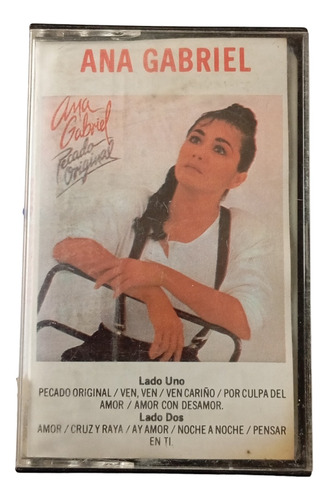 ANA GABRIEL
Ana
Gabriel
Pecado
Original
Lado Uno
PECADO ORIGINAL / VEN, VEN / VEN CARIÑO / POR CULPA DEL
AMOR / AMOR CON DESAMOR.
Lado Dos
AMOR / CRUZ Y RAYA / AY AMOR / NOCHE A NOCHE / PENSAR
EN TI